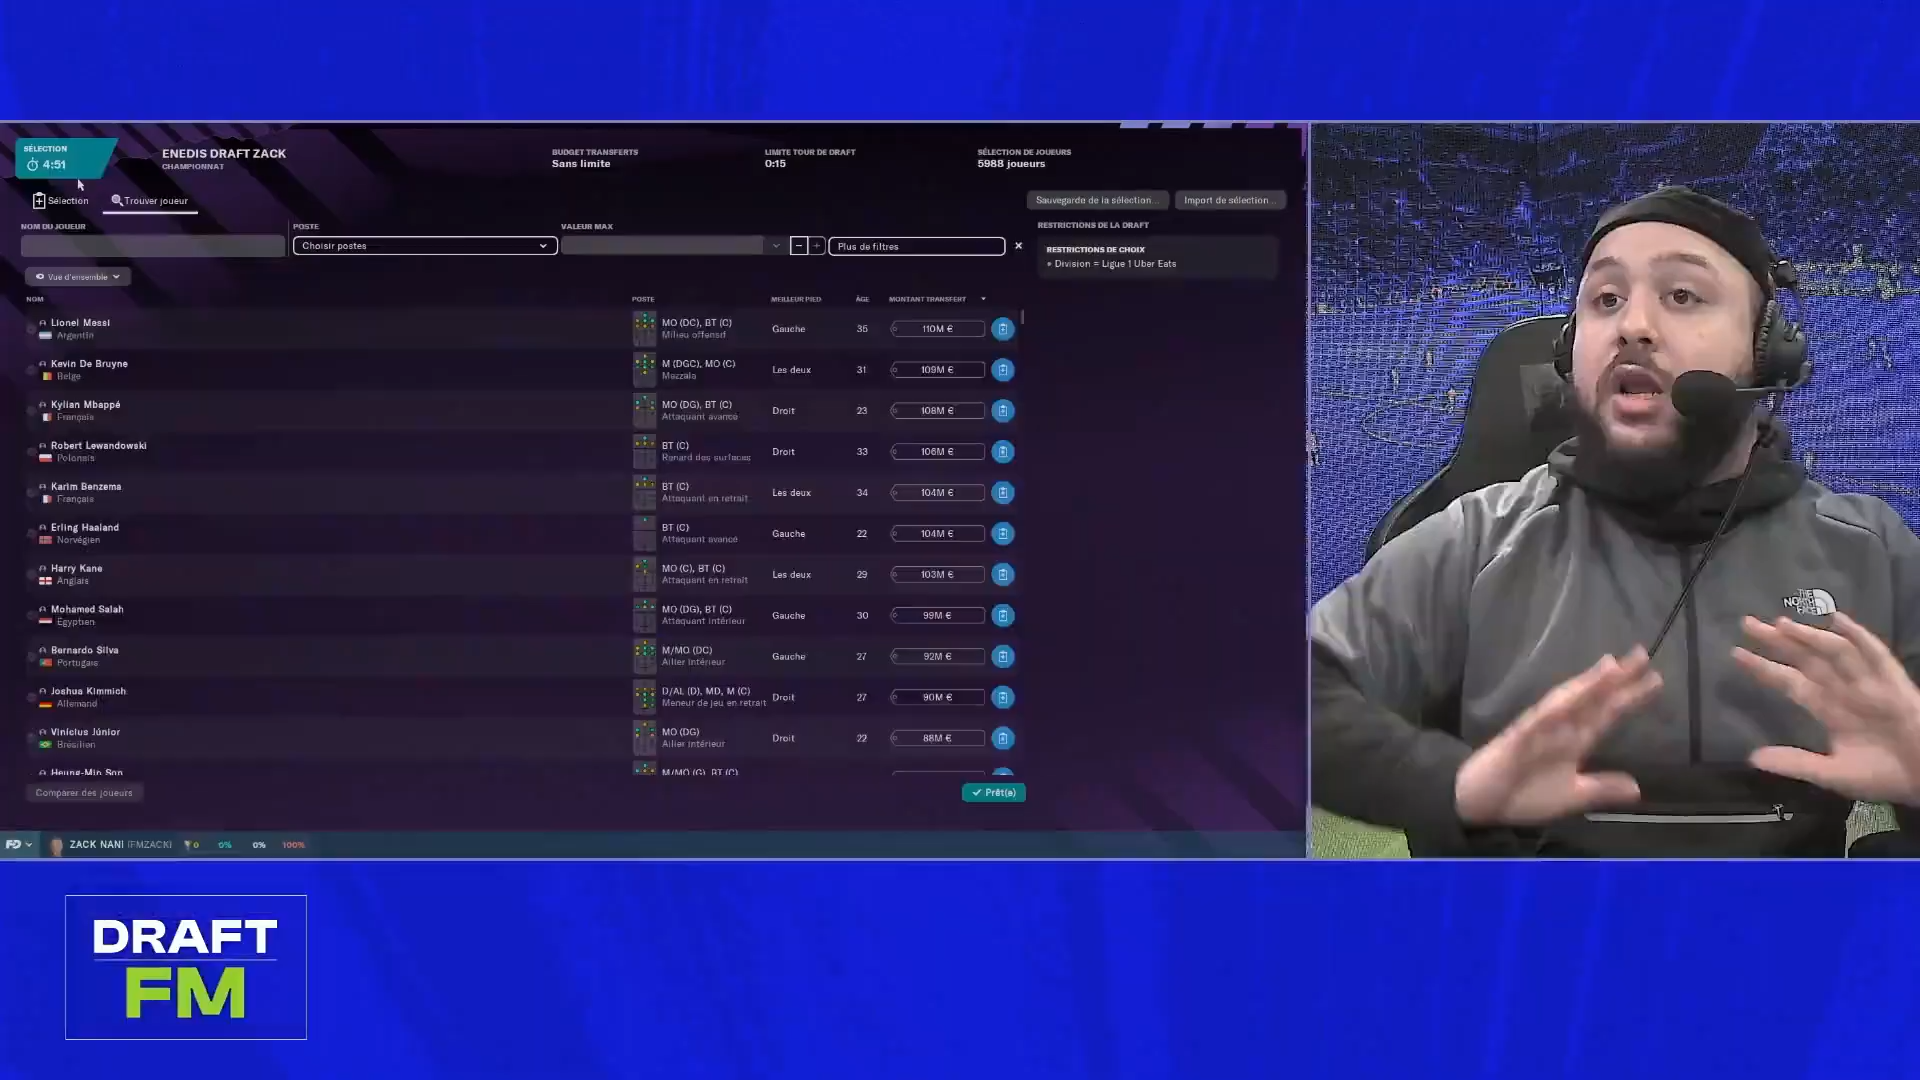 SÉLECTION
4:51
ENEDIS DRAFT ZACK
CHAMPIONNAT
BUDGET TRANSFERTS
Sans limite
LIMITE TOUR DE DRAFT
0:15
SÉLECTION DE JOUEURS
5988 joueurs
Sélection
Trouver joueur
Sauvegarde de la sélection...
Import de sélection...
NOM DU JOUEUR
POSTE
VALEUR MAX
Choisir postes
Plus de filtres
RESTRICTIONS DE LA DRAFT
RESTRICTIONS DE CHOIX
• Division = Ligue 1 Uber Eats
Vue d'ensemble
NOM
POSTE
MEILLEUR PIED
ÂGE
MONTANT TRANSFERT
Lionel Messi
Argentin
MO (DC), BT (C)
Milieu offensif
Gauche
35
110M €
Kevin De Bruyne
Belge
M (DGC), MO (C)
Mezzala
Les deux
31
109M €
Kylian Mbappé
Français
MO (DG), BT (C)
Attaquant avancé
Droit
23
108M €
Robert Lewandowski
Polonais
BT (C)
Renard des surfaces
Droit
33
106M €
Karim Benzema
Français
BT (C)
Attaquant en retrait
Les deux
34
104M €
Erling Haaland
Norvégien
BT (C)
Attaquant avancé
Gauche
22
104M €
Harry Kane
Anglais
MO (C), BT (C)
Attaquant en retrait
Les deux
29
103M €
Mohamed Salah
Égyptien
MO (DG), BT (C)
Attaquant intérieur
Gauche
30
99M €
Bernardo Silva
Portugais
M/MO (DC)
Ailier intérieur
Gauche
27
92M €
Joshua Kimmich
Allemand
D/AL (D), MD, M (C)
Meneur de jeu en retrait
Droit
27
90M €
Vinícius Júnior
Brésilien
MO (DG)
Ailier intérieur
Droit
22
88M €
Heung-Min Son
M/MO (G), BT (C)
Comparer des joueurs
Prêt(e)
FD
ZACK NANI (FMZACK)
0
0%
0%
100%
THE NORTH FACE
DRAFT
FM